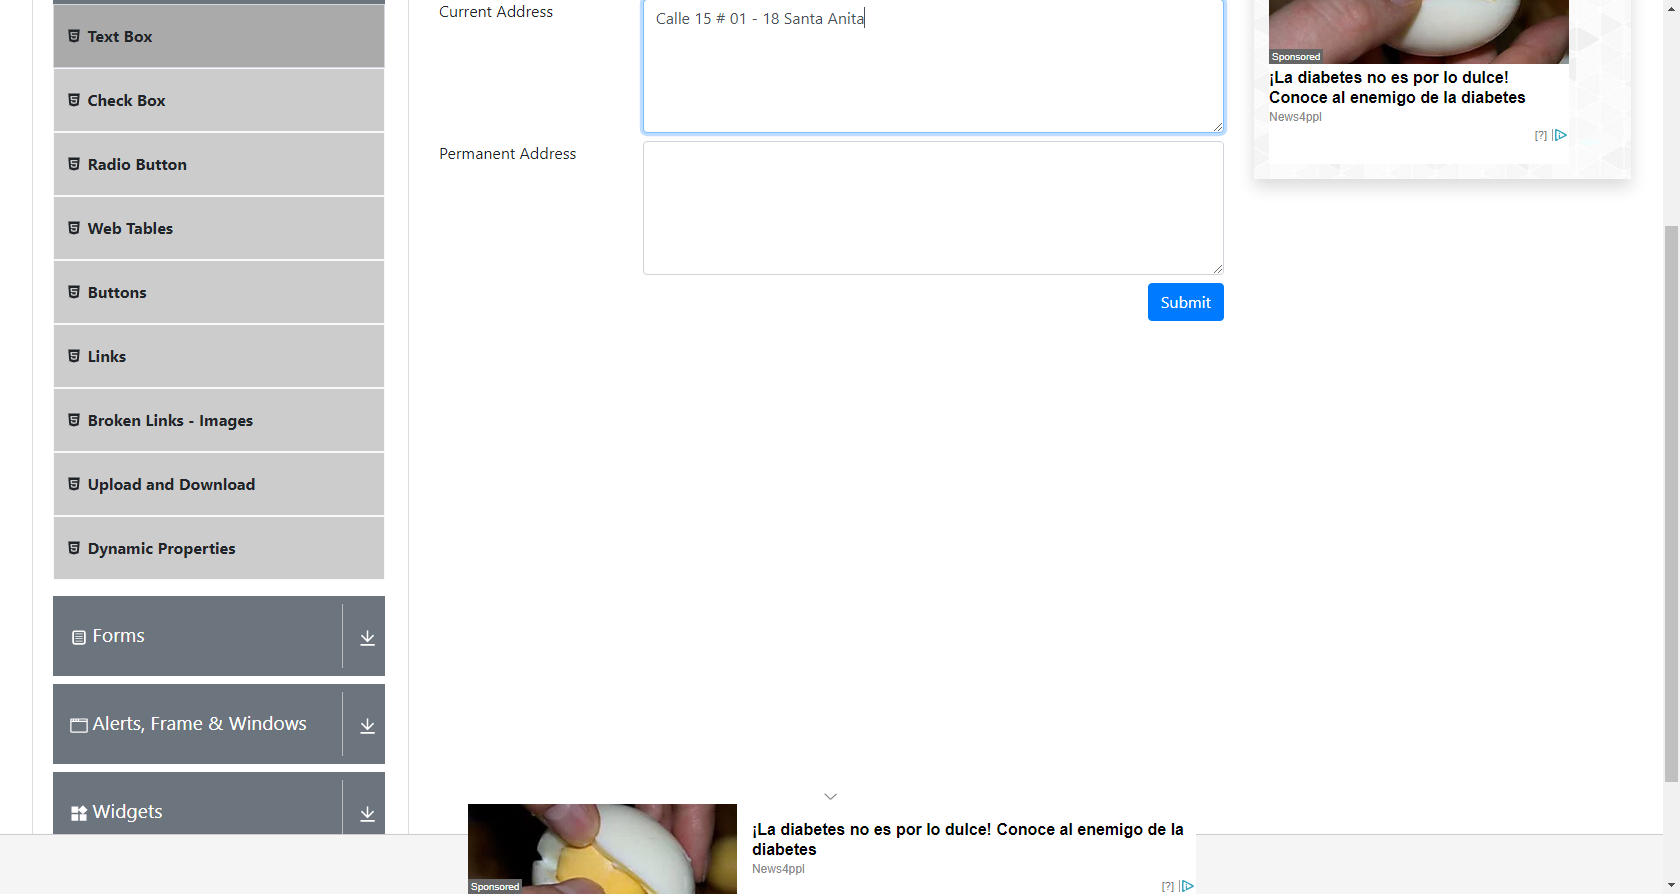 Text Box
Check Box
Radio Button
Web Tables
Buttons
Links
Broken Links - Images
Upload and Download
Dynamic Properties
Forms
Alerts, Frame & Windows
Widgets
Current Address
Calle 15 # 01 - 18 Santa Anita
Permanent Address
Submit
Sponsored
¡La diabetes no es por lo dulce!
Conoce al enemigo de la diabetes
News4ppl
[?]
Sponsored
¡La diabetes no es por lo dulce! Conoce al enemigo de la
diabetes
News4ppl
[?]